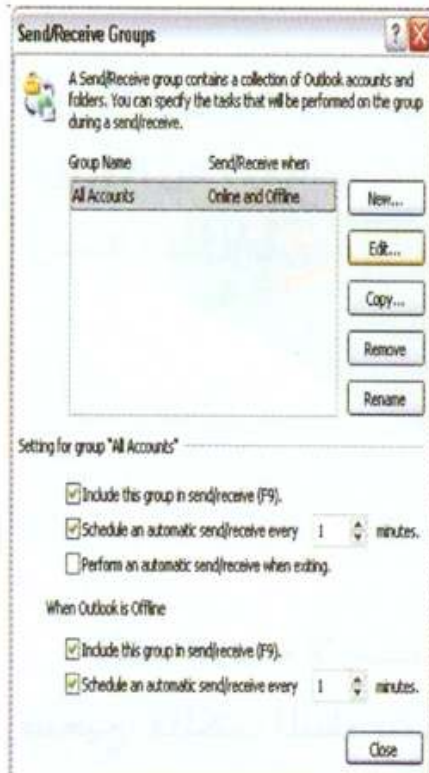 Send/Receive Groups
A Send/Receive group contains a collection of Outlook accounts and
folders. You can specify the tasks that will be performed on the group
during a send/receive.
Group Name Send/Receive when
All Accounts Online and Offline
New...
Edit...
Copy...
Remove
Rename
Setting for group "All Accounts"
Include this group in send/receive (F9).
Schedule an automatic send/receive every 1 minutes.
Perform an automatic send/receive when exiting.
When Outlook is Offline
Include this group in send/receive (F9).
Schedule an automatic send/receive every 1 minutes.
Close